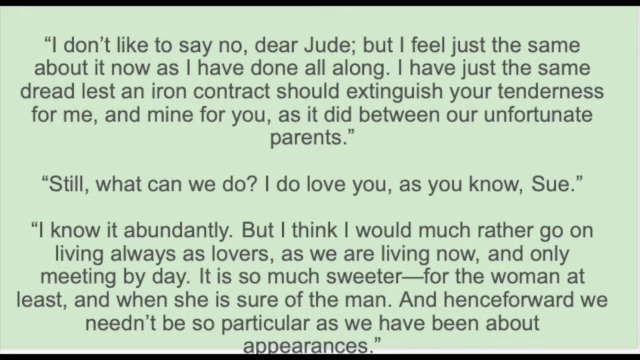 “I don’t like to say no, dear Jude; but I feel just the same
about it now as I have done all along. I have just the same
dread lest an iron contract should extinguish your tenderness
for me, and mine for you, as it did between our unfortunate
parents.”
“Still, what can we do? I do love you, as you know, Sue.”
“I know it abundantly. But I think I would much rather go on
living always as lovers, as we are living now, and only
meeting by day. It is so much sweeter—for the woman at
least, and when she is sure of the man. And henceforward we
needn’t be so particular as we have been about
appearances.”